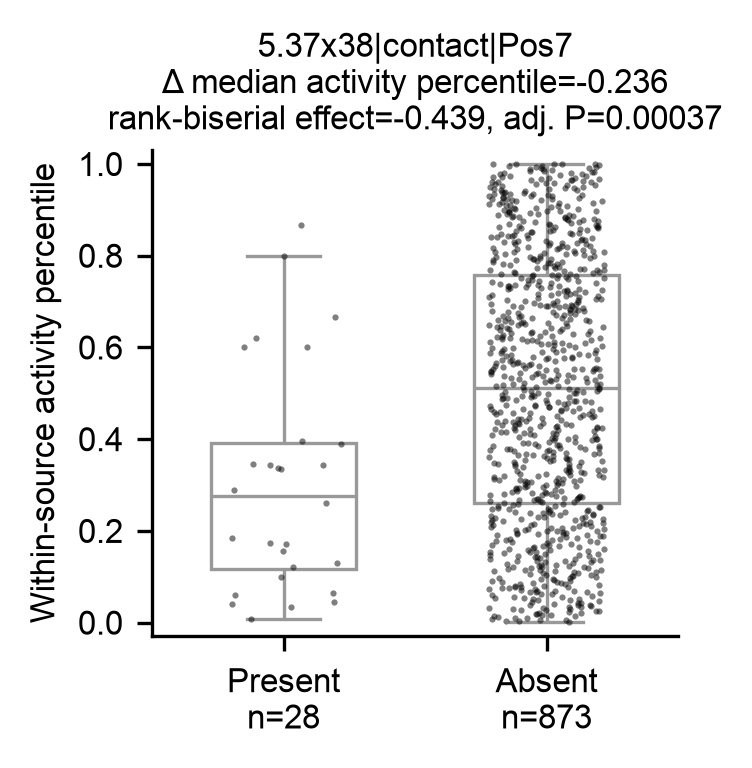 5.37x38|contact|Pos7
Δ median activity percentile=-0.236
rank-biserial effect=-0.439, adj. P=0.00037
Within-source activity percentile
1.0
0.8
0.6
0.4
0.2
0.0
Present
n=28
Absent
n=873